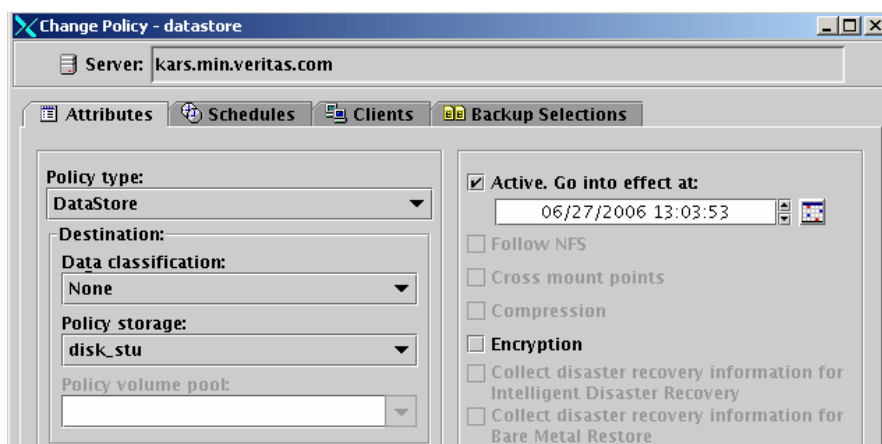 Change Policy - datastore
Server: kars.min.veritas.com
Attributes Schedules Clients Backup Selections
Policy type:
DataStore
Destination:
Data classification:
None
Policy storage:
disk_stu
Policy volume pool:
Active. Go into effect at:
06/27/2006 13:03:53
Follow NFS
Cross mount points
Compression
Encryption
Collect disaster recovery information for
Intelligent Disaster Recovery
Collect disaster recovery information for
Bare Metal Restore